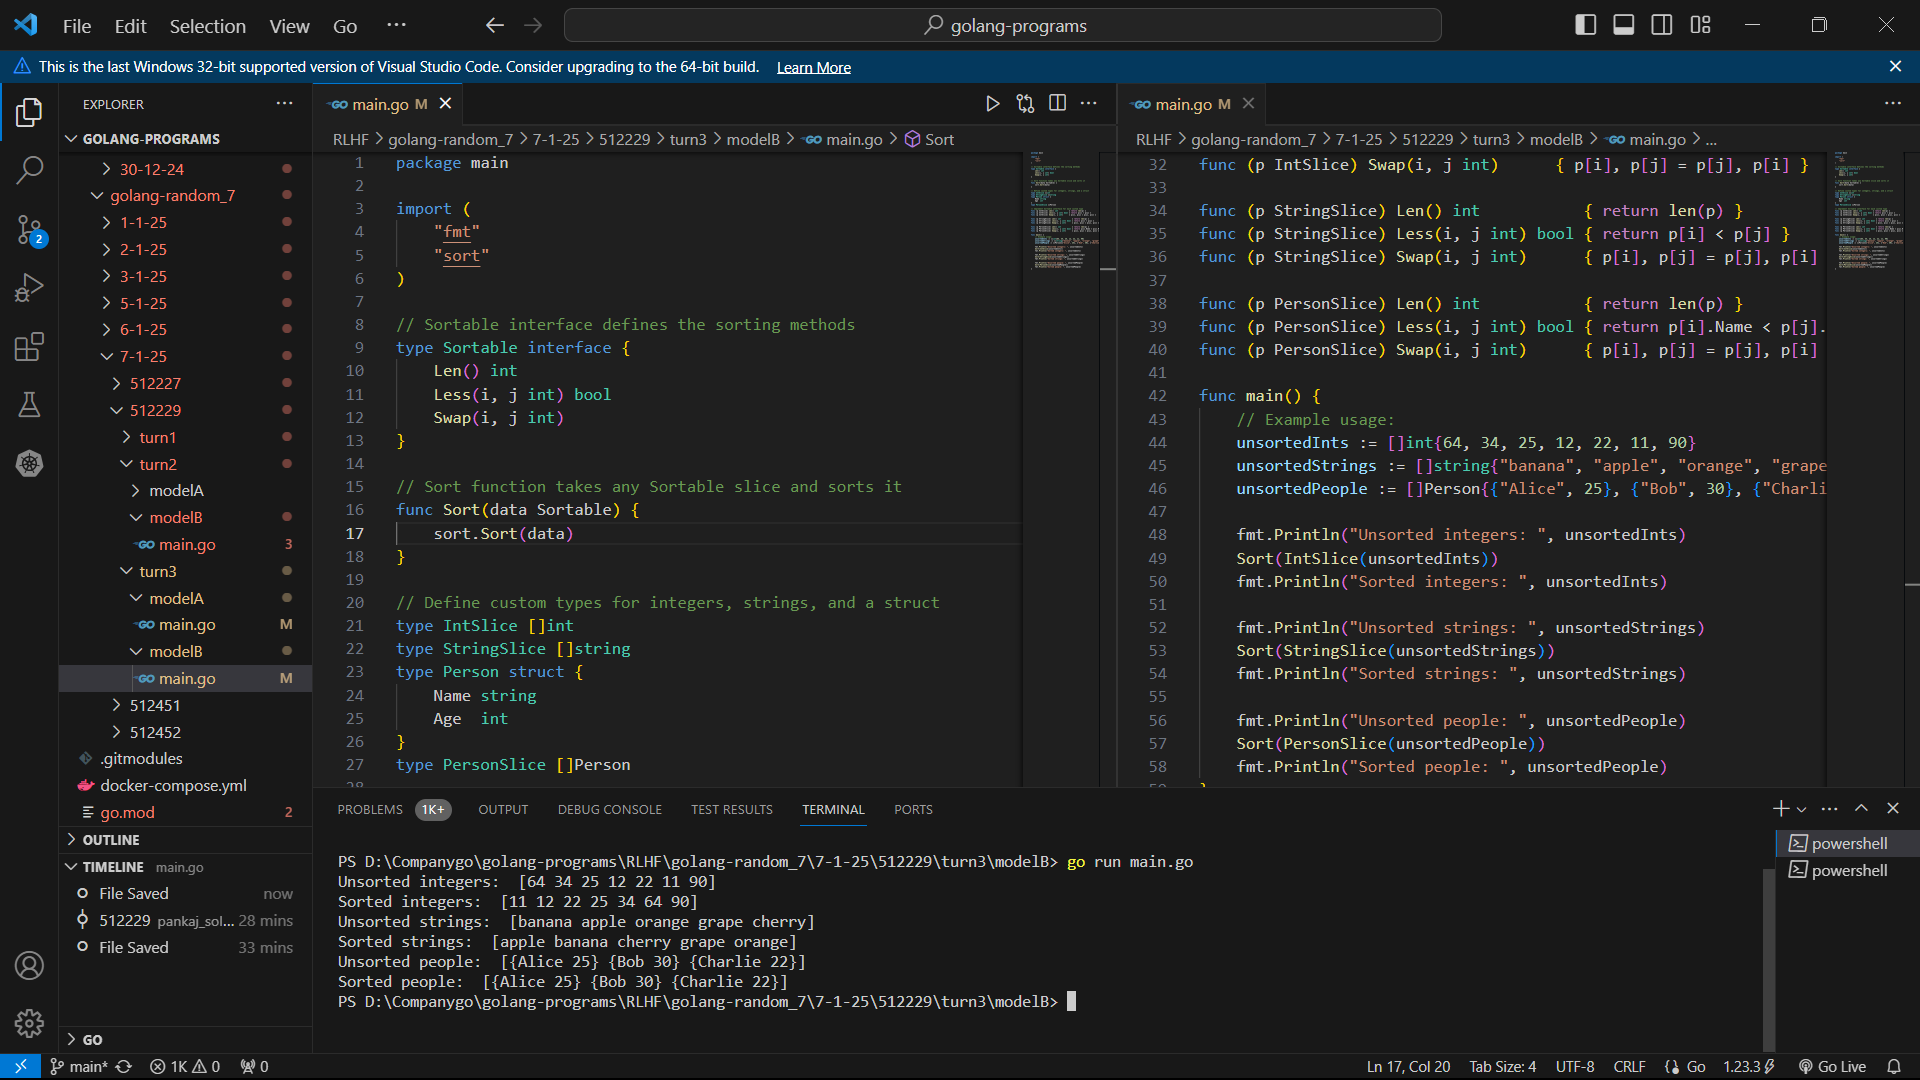 File Edit Selection View Go ··· golang-programs
This is the last Windows 32-bit supported version of Visual Studio Code. Consider upgrading to the 64-bit build. Learn More
EXPLORER
GOLANG-PROGRAMS
30-12-24
golang-random_7
1-1-25
2-1-25
3-1-25
5-1-25
6-1-25
7-1-25
512227
512229
turn1
turn2
modelA
modelB
main.go 3
turn3
modelA
main.go M
modelB
main.go M
512451
512452
.gitmodules
docker-compose.yml
go.mod 2
OUTLINE
TIMELINE main.go
File Saved now
512229 pankaj_sol... 28 mins
File Saved 33 mins
GO
2
main.go M
RLHF > golang-random_7 > 7-1-25 > 512229 > turn3 > modelB > main.go > Sort
1 package main
2
3 import (
4 "fmt"
5 "sort"
6 )
7
8 // Sortable interface defines the sorting methods
9 type Sortable interface {
10 Len() int
11 Less(i, j int) bool
12 Swap(i, j int)
13 }
14
15 // Sort function takes any Sortable slice and sorts it
16 func Sort(data Sortable) {
17 sort.Sort(data)
18 }
19
20 // Define custom types for integers, strings, and a struct
21 type IntSlice []int
22 type StringSlice []string
23 type Person struct {
24 Name string
25 Age int
26 }
27 type PersonSlice []Person
28
main.go M
RLHF > golang-random_7 > 7-1-25 > 512229 > turn3 > modelB > main.go > ...
32 func (p IntSlice) Swap(i, j int) { p[i], p[j] = p[j], p[i] }
33
34 func (p StringSlice) Len() int { return len(p) }
35 func (p StringSlice) Less(i, j int) bool { return p[i] < p[j] }
36 func (p StringSlice) Swap(i, j int) { p[i], p[j] = p[j], p[i]
37
38 func (p PersonSlice) Len() int { return len(p) }
39 func (p PersonSlice) Less(i, j int) bool { return p[i].Name < p[j].
40 func (p PersonSlice) Swap(i, j int) { p[i], p[j] = p[j], p[i]
41
42 func main() {
43 // Example usage:
44 unsortedInts := []int{64, 34, 25, 12, 22, 11, 90}
45 unsortedStrings := []string{"banana", "apple", "orange", "grape
46 unsortedPeople := []Person{{"Alice", 25}, {"Bob", 30}, {"Charli
47
48 fmt.Println("Unsorted integers: ", unsortedInts)
49 Sort(IntSlice(unsortedInts))
50 fmt.Println("Sorted integers: ", unsortedInts)
51
52 fmt.Println("Unsorted strings: ", unsortedStrings)
53 Sort(StringSlice(unsortedStrings))
54 fmt.Println("Sorted strings: ", unsortedStrings)
55
56 fmt.Println("Unsorted people: ", unsortedPeople)
57 Sort(PersonSlice(unsortedPeople))
58 fmt.Println("Sorted people: ", unsortedPeople)
59 }
PROBLEMS 1K+ OUTPUT DEBUG CONSOLE TEST RESULTS TERMINAL PORTS
PS D:\Companygo\golang-programs\RLHF\golang-random_7\7-1-25\512229\turn3\modelB> go run main.go
Unsorted integers:  [64 34 25 12 22 11 90]
Sorted integers:  [11 12 22 25 34 64 90]
Unsorted strings:  [banana apple orange grape cherry]
Sorted strings:  [apple banana cherry grape orange]
Unsorted people:  [{Alice 25} {Bob 30} {Charlie 22}]
Sorted people:  [{Alice 25} {Bob 30} {Charlie 22}]
PS D:\Companygo\golang-programs\RLHF\golang-random_7\7-1-25\512229\turn3\modelB>
powershell
powershell
main* 1K 0 0 Ln 17, Col 20 Tab Size: 4 UTF-8 CRLF Go 1.23.3 Go Live